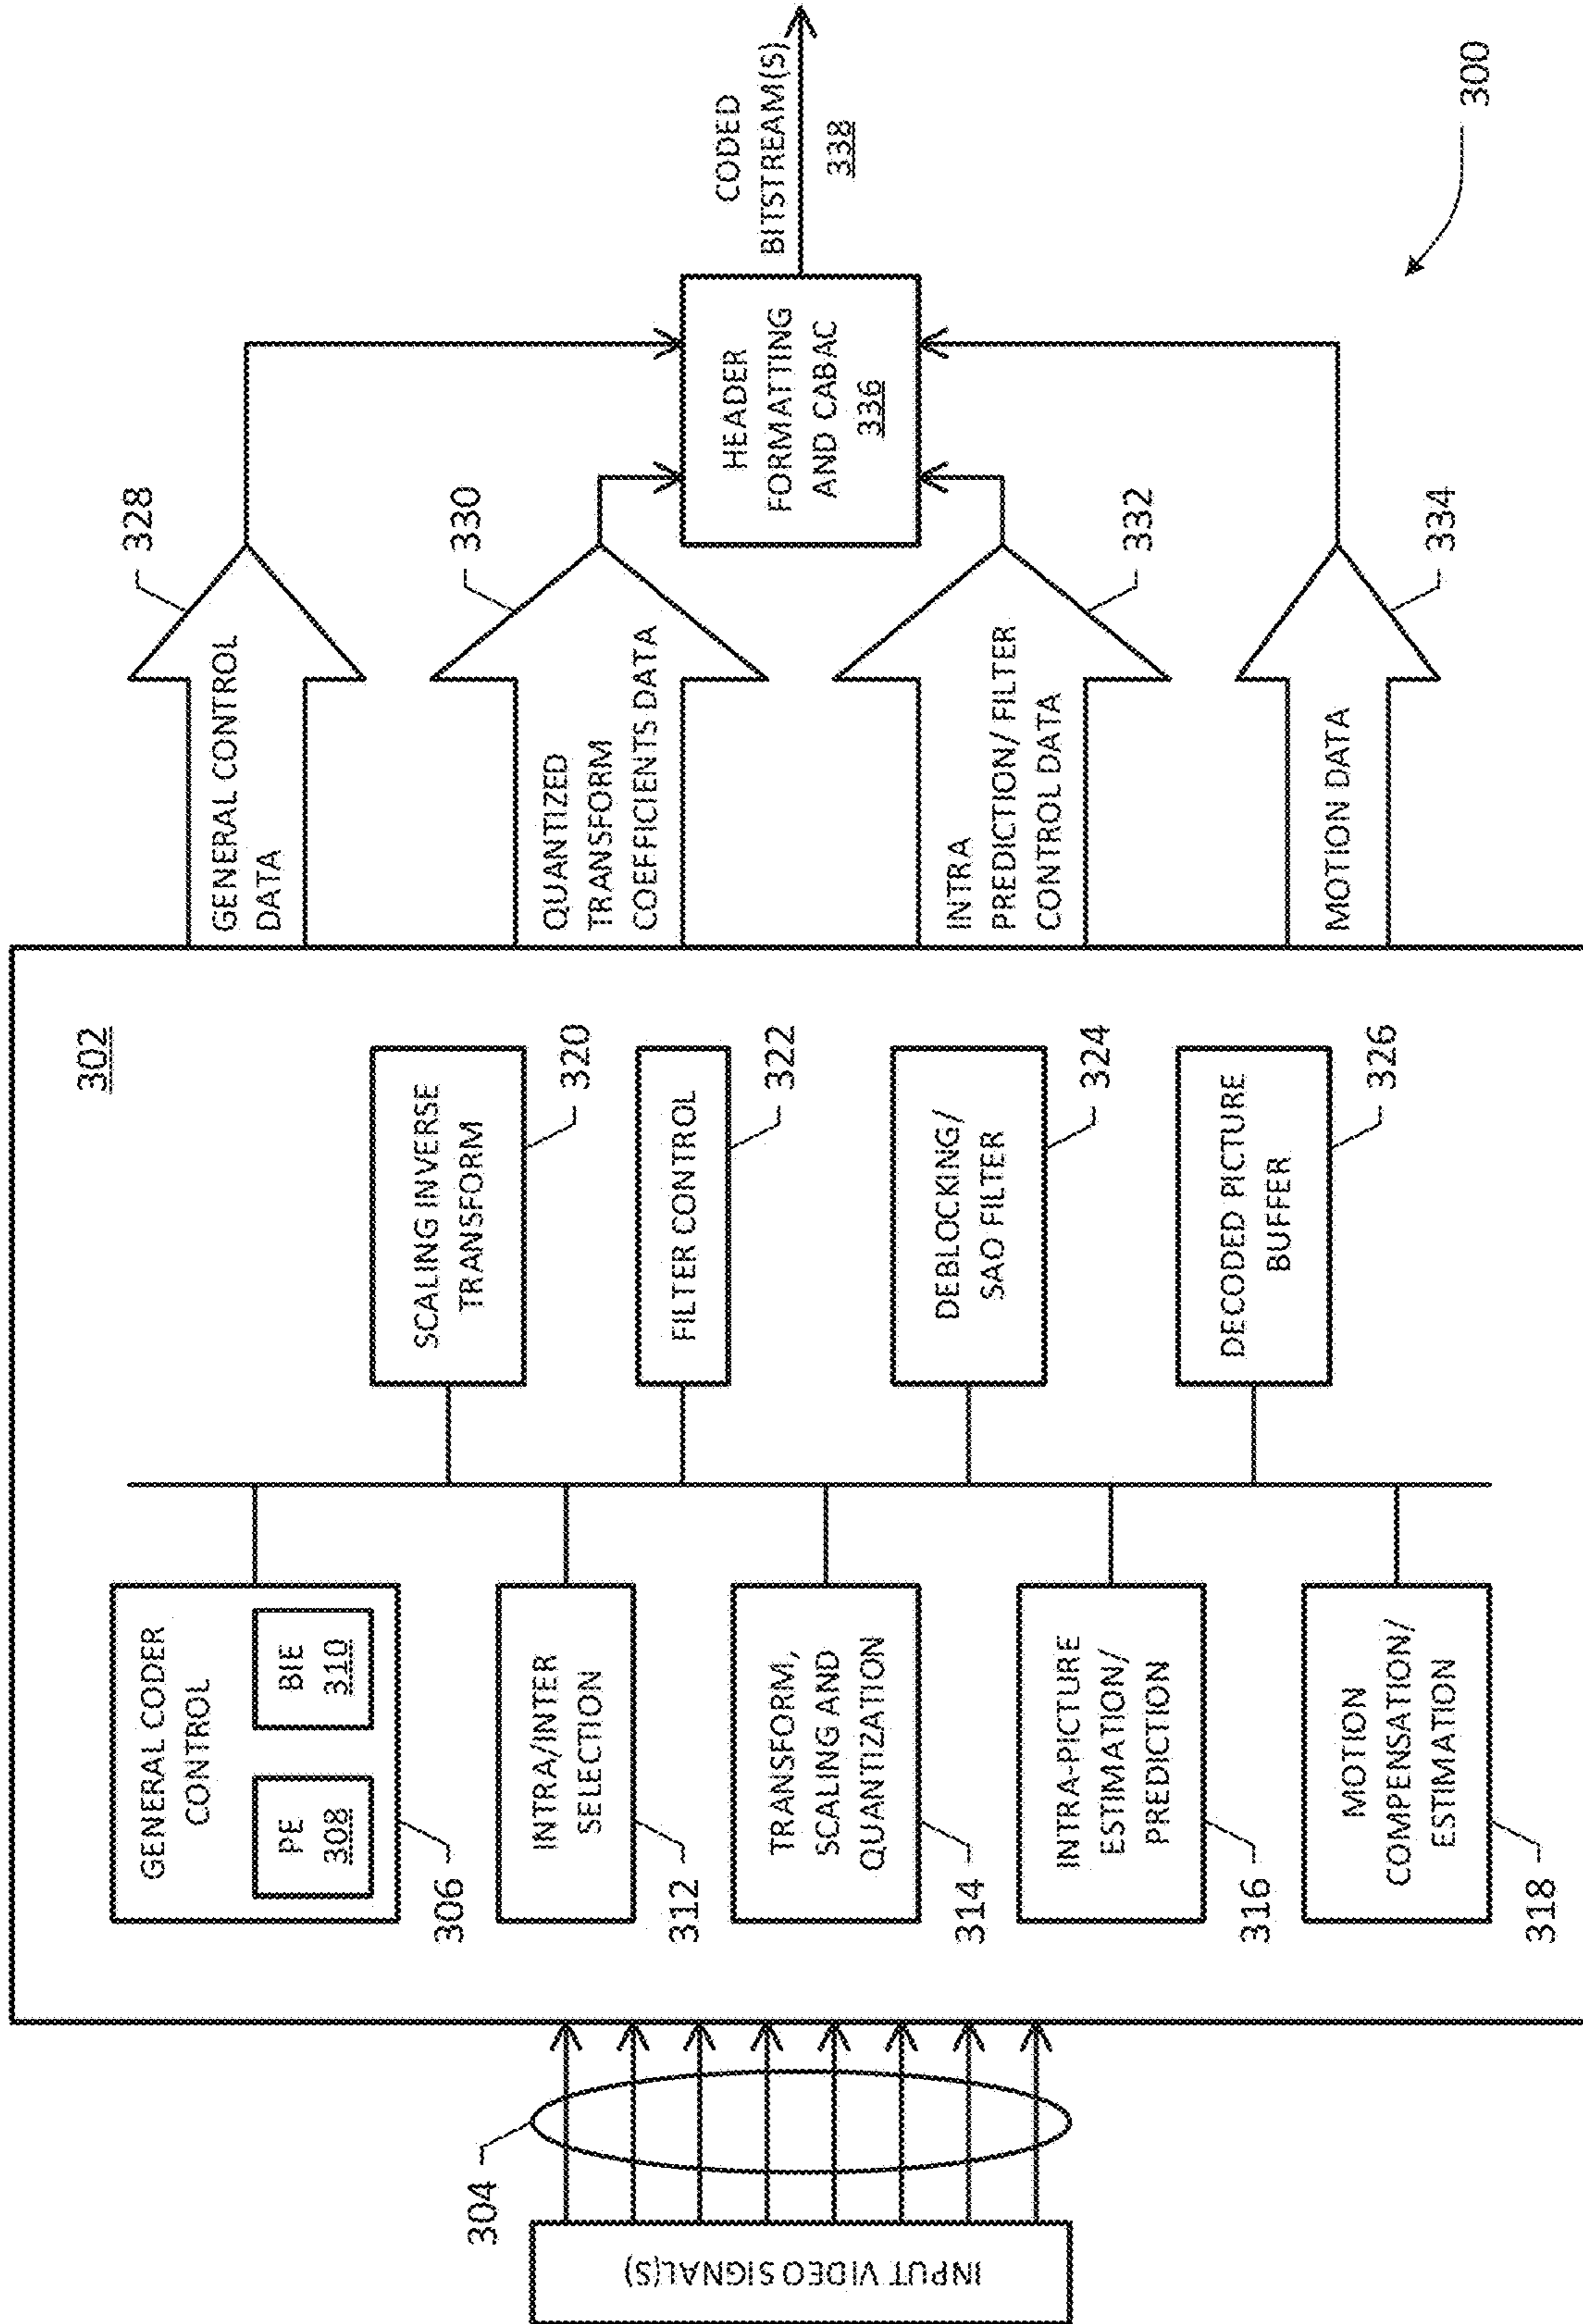 302
INPUT VIDEO SIGNAL(S)
304
GENERAL CODER
CONTROL
PE
308
BIE
310
306
INTRA/INTER
SELECTION
312
TRANSFORM,
SCALING AND
QUANTIZATION
314
INTRA-PICTURE
ESTIMATION/
PREDICTION
316
MOTION
COMPENSATION/
ESTIMATION
318
SCALING INVERSE
TRANSFORM
320
FILTER CONTROL
322
DEBLOCKING/
SAO FILTER
324
DECODED PICTURE
BUFFER
326
GENERAL CONTROL
DATA
328
QUANTIZED
TRANSFORM
COEFFICIENTS DATA
330
INTRA
PREDICTION/ FILTER
CONTROL DATA
332
MOTION DATA
334
HEADER
FORMATTING
AND CABAC
336
CODED
BITSTREAM(S)
338
300